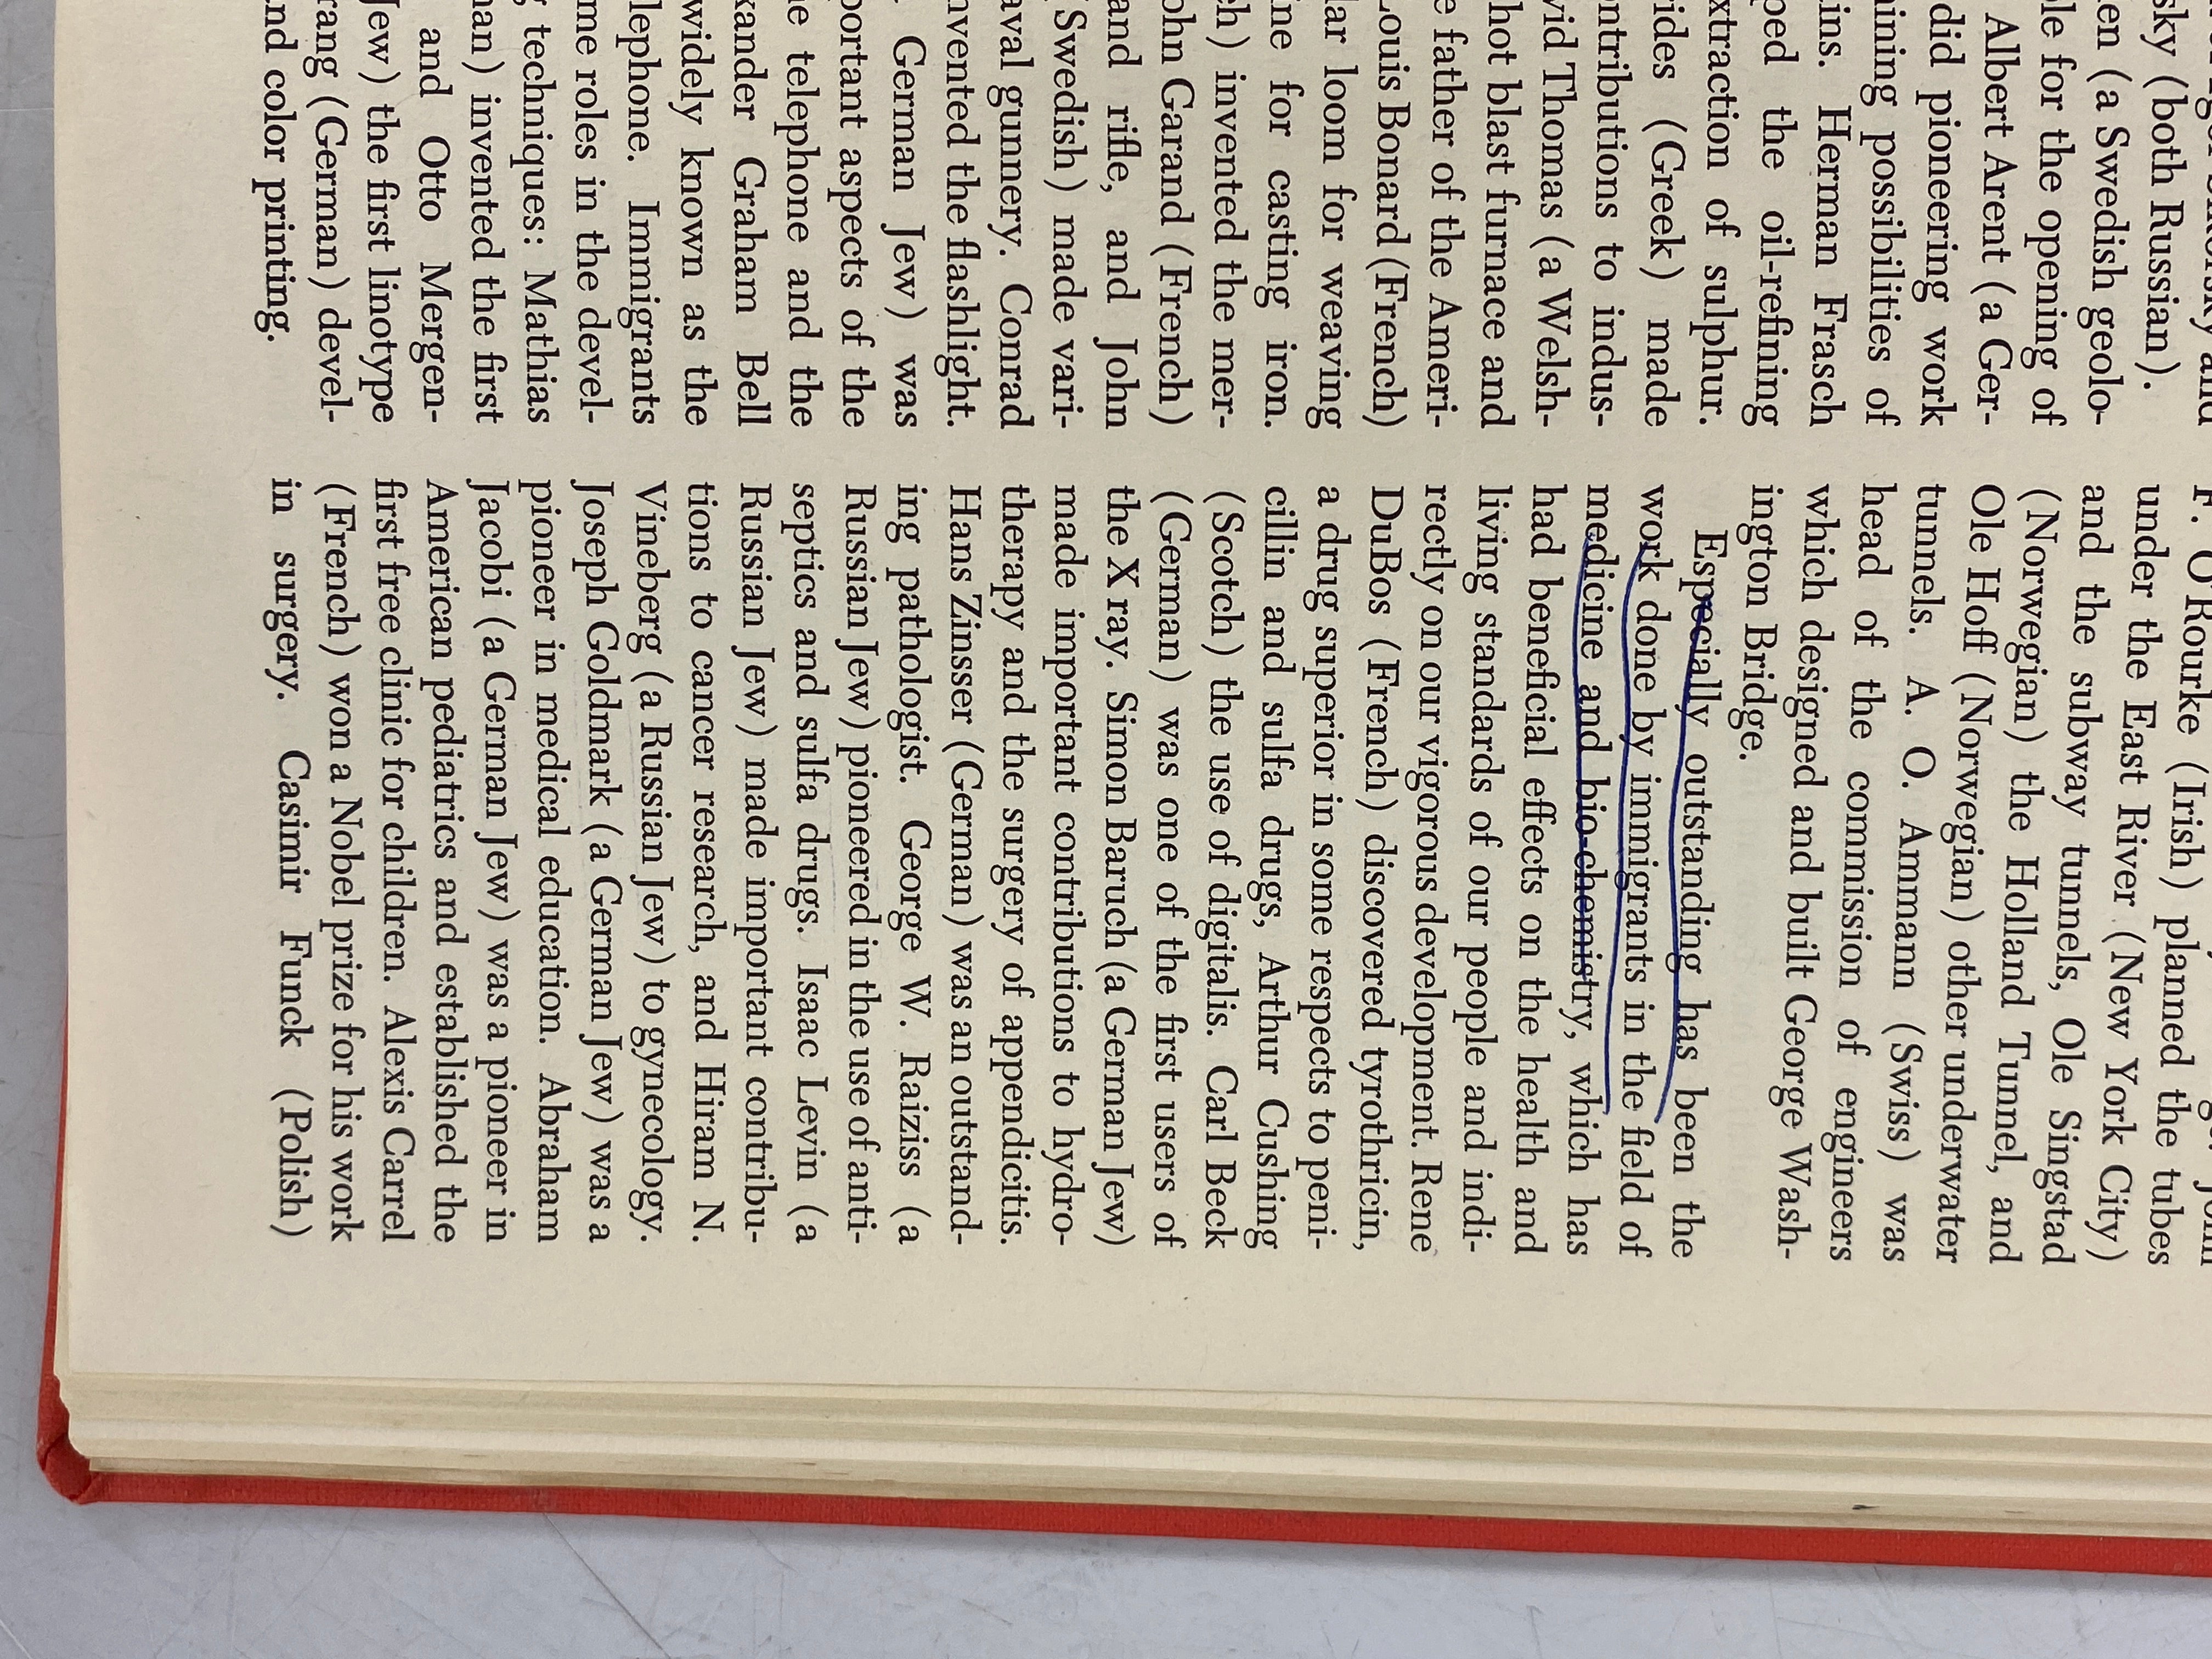 sky (both Russian).
en (a Swedish geolo-
le for the opening of
Albert Arent (a Ger-
did pioneering work
ining possibilities of
ins. Herman Frasch
ped the oil-refining
xtraction of sulphur.
rides (Greek) made
ntributions to indus-
vid Thomas (a Welsh-
hot blast furnace and
e father of the Ameri-
Louis Bonard (French)
lar loom for weaving
ne for casting iron.
ch) invented the mer-
ohn Garand (French)
and rifle, and John
Swedish) made vari-
aval gunnery. Conrad
nvented the flashlight.
German Jew) was
portant aspects of the
e telephone and the
xander Graham Bell
widely known as the
lephone. Immigrants
me roles in the devel-
g techniques: Mathias
nan) invented the first
and Otto Mergen-
Jew) the first linotype
rang (German) devel-
nd color printing.
F. O'Rourke (Irish) planned the tubes
under the East River (New York City)
and the subway tunnels, Ole Singstad
(Norwegian) the Holland Tunnel, and
Ole Hoff (Norwegian) other underwater
tunnels. A. O. Ammann (Swiss) was
head of the commission of engineers
which designed and built George Wash-
ington Bridge.
Especially outstanding has been the
work done by immigrants in the field of
medicine and bio-chemistry, which has
had beneficial effects on the health and
living standards of our people and indi-
rectly on our vigorous development. Rene
DuBos (French) discovered tyrothricin,
a drug superior in some respects to peni-
cillin and sulfa drugs, Arthur Cushing
(Scotch) the use of digitalis. Carl Beck
(German) was one of the first users of
the X ray. Simon Baruch (a German Jew)
made important contributions to hydro-
therapy and the surgery of appendicitis.
Hans Zinsser (German) was an outstand-
ing pathologist. George W. Raiziss (a
Russian Jew) pioneered in the use of anti-
septics and sulfa drugs. Isaac Levin (a
Russian Jew) made important contribu-
tions to cancer research, and Hiram N.
Vineberg (a Russian Jew) to gynecology.
Joseph Goldmark (a German Jew) was a
pioneer in medical education. Abraham
Jacobi (a German Jew) was a pioneer in
American pediatrics and established the
first free clinic for children. Alexis Carrel
(French) won a Nobel prize for his work
in surgery. Casimir Funck (Polish)